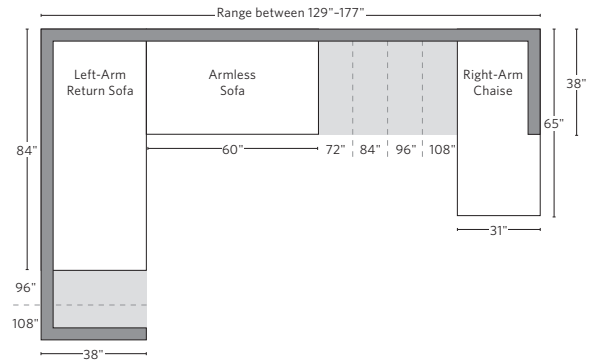 Range between 129"–177"
Left-Arm
Return Sofa
Armless
Sofa
Right-Arm
Chaise
38"
65"
84"
60"
72"
84"
96"
108"
31"
96"
108"
38"